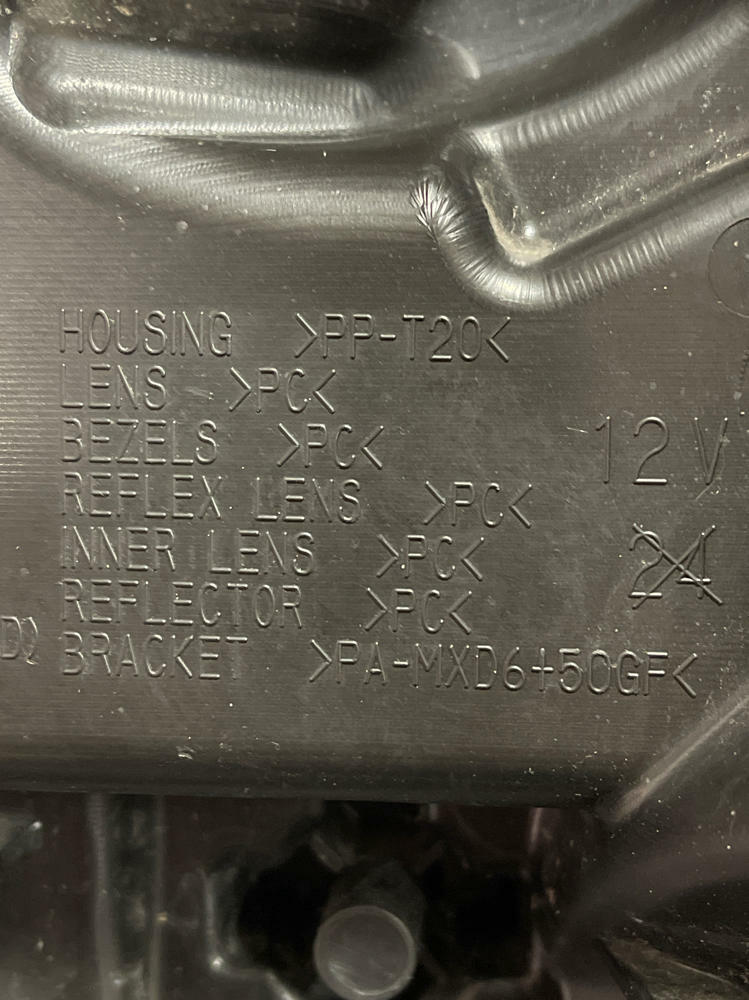 HOUSING >PP-T20<
LENS >PC<
BEZELS >PC<
12V
REFLEX LENS >PC<
INNER LENS >PC<
24
REFLECTOR >PC<
BRACKET >PA-MXD6+50GF<